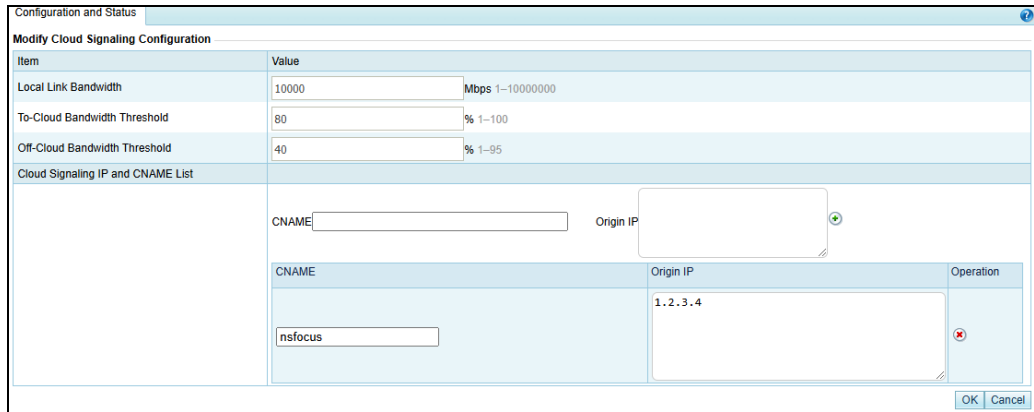 Configuration and Status
?
Modify Cloud Signaling Configuration
Item Value
Local Link Bandwidth 10000 Mbps 1–10000000
To-Cloud Bandwidth Threshold 80 % 1–100
Off-Cloud Bandwidth Threshold 40 % 1–95
Cloud Signaling IP and CNAME List
CNAME Origin IP
CNAME Origin IP Operation
nsfocus 1.2.3.4
OK Cancel